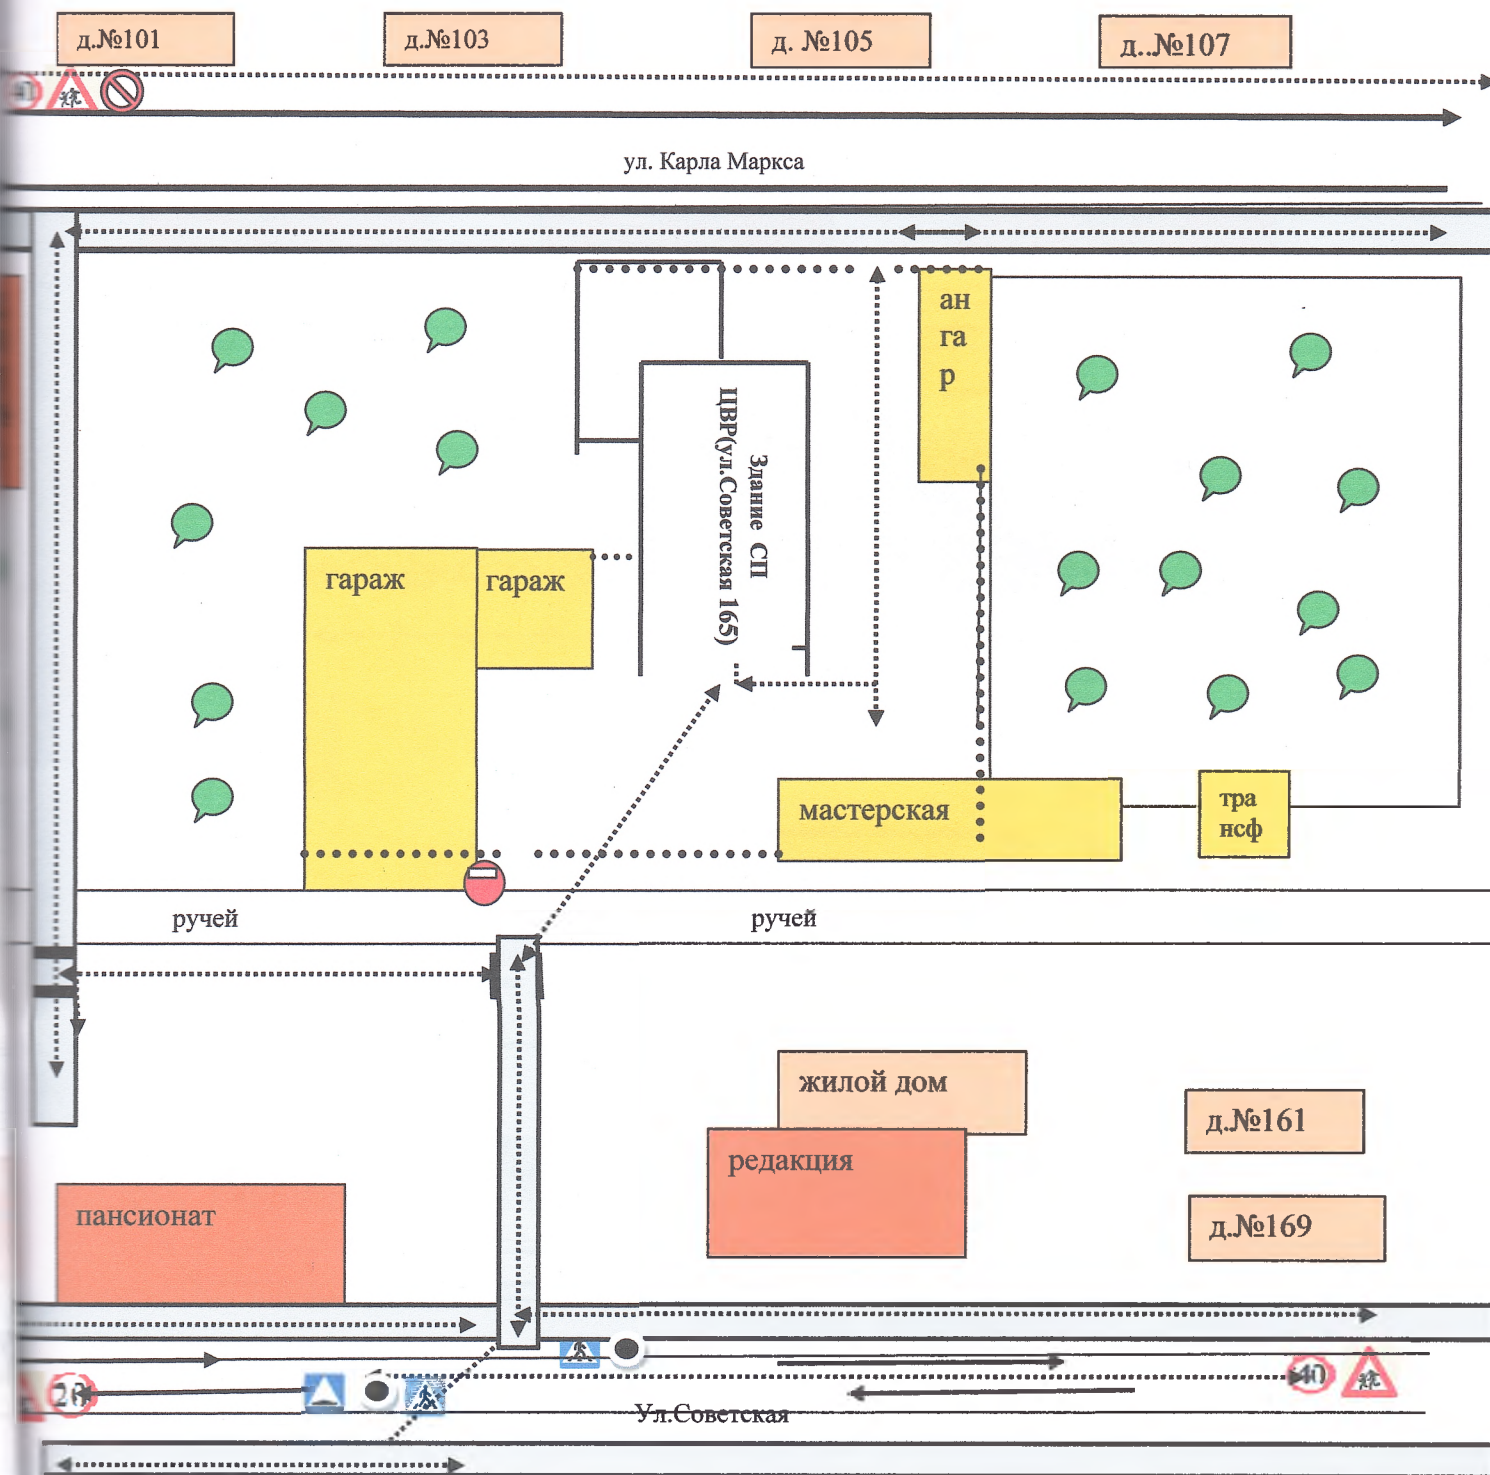 д.№101
д.№103
д. №105
д..№107
ул. Карла Маркса
ан
га
р
Здание СП
ЦВР(ул.Советская 165)
гараж
гараж
мастерская
тра
нсф
ручей
ручей
жилой дом
д.№161
редакция
пансионат
д.№169
40
Ул.Советская